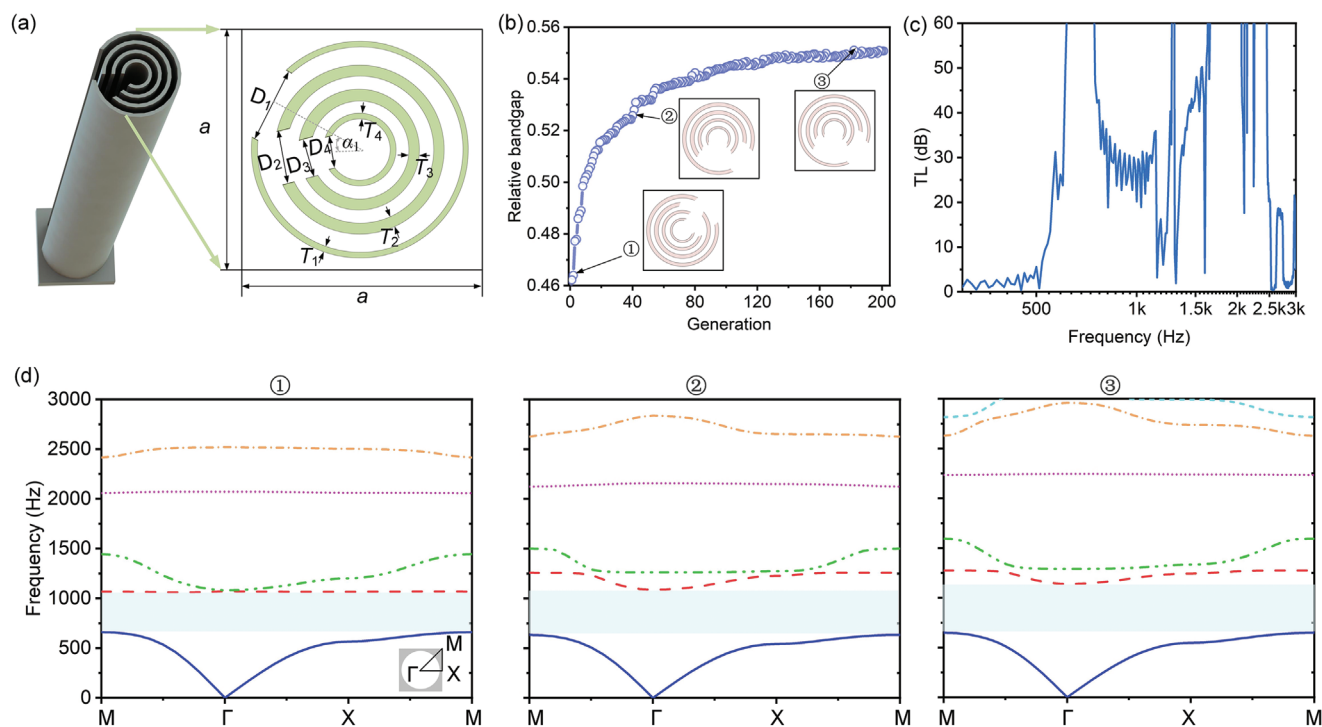 (a)
a
D1
D2
D3
D4
α1
T4
T3
T2
T1
a
(b)
Relative bandgap
0.56
0.54
0.52
0.50
0.48
0.46
①
②
③
0 40 80 120 160 200
Generation
(c)
TL (dB)
60
50
40
30
20
10
0
500 1k 1.5k 2k 2.5k3k
Frequency (Hz)
(d)
① ② ③
Frequency (Hz)
3000
2500
2000
1500
1000
500
0
M
Γ X
M Γ X M
M Γ X M
M Γ X M